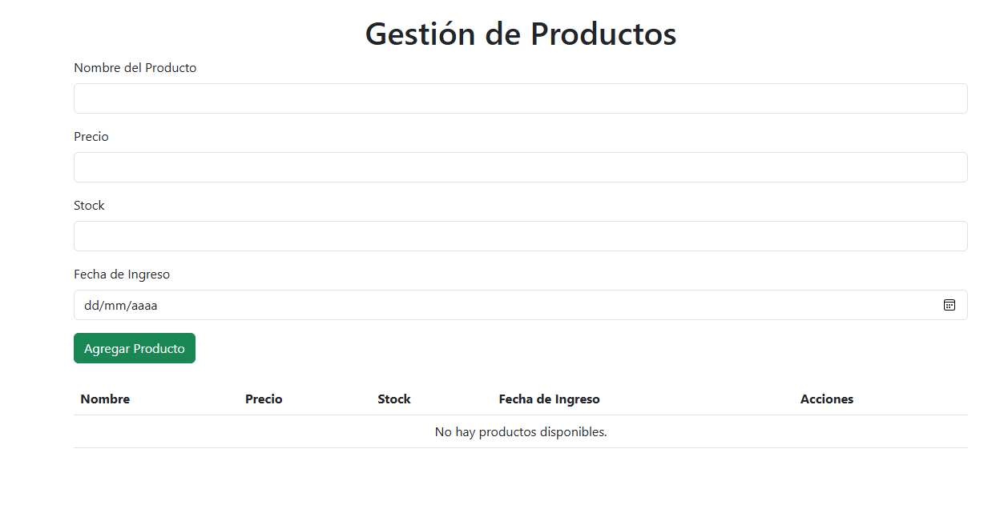 Gestión de Productos
Nombre del Producto
Precio
Stock
Fecha de Ingreso
dd/mm/aaaa
Agregar Producto
Nombre Precio Stock Fecha de Ingreso Acciones
No hay productos disponibles.